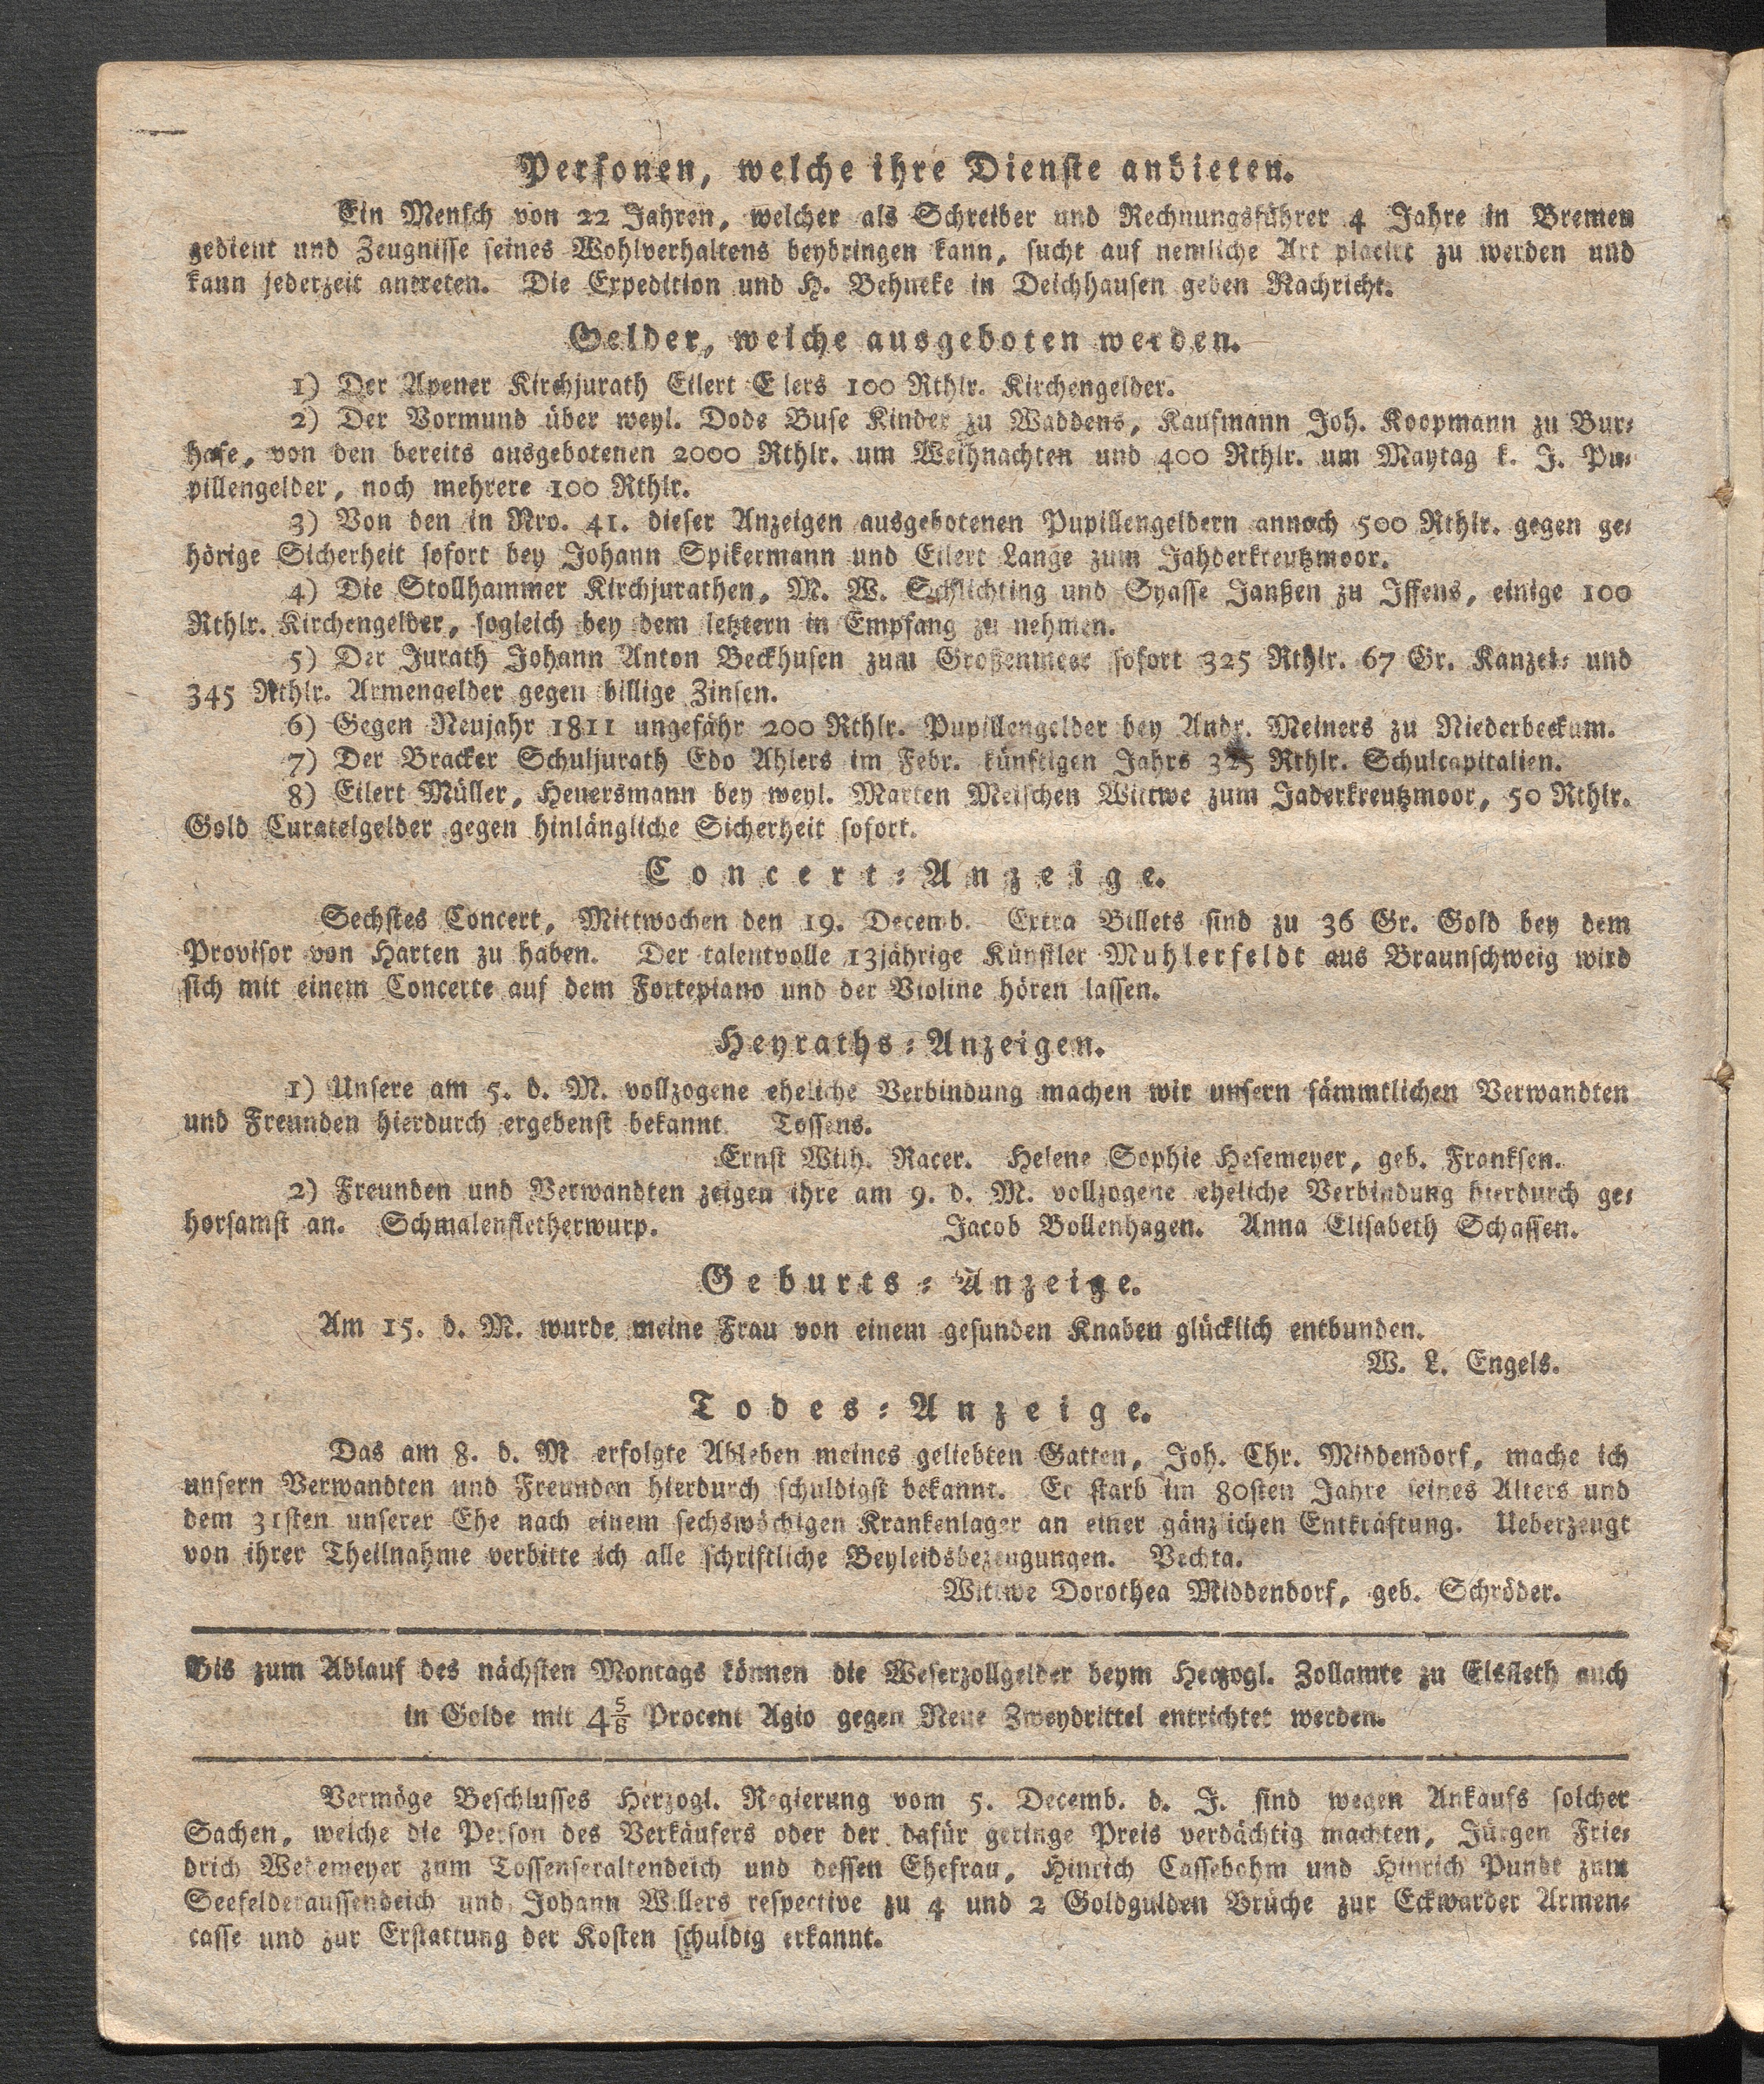 Personen, welche ihre Dienste anbieten.
Ein Mensch von 22 Jahren, welcher als Schreiber und Rechnungsführer 4 Jahre in Bremen
gedient und Zeugnisse seines Wohlverhaltens beybringen kann, sucht auf nemliche Art placirt zu werden und
kann jederzeit antreten. Die Expedition und H. Behneke in Deichhausen geben Nachricht.
Gelder, welche ausgeboten werden.
1) Der Apener Kirchjurath Eilert Eilers 100 Rthlr. Kirchengelder.
2) Der Vormund über weyl. Dode Buse Kinder zu Waddens, Kaufmann Joh. Koopmann zu Bur-
hafe, von den bereits ausgebotenen 2000 Rthlr. um Weihnachten und 400 Rthlr. um Maytag k. J. Pu-
pillengelder, noch mehrere 100 Rthlr.
3) Von den in Nro. 41. dieser Anzeigen ausgebotenen Pupillengeldern annoch 500 Rthlr. gegen ge-
hörige Sicherheit sofort bey Johann Spikermann und Eilert Lange zum Jahderkreutzmoor.
4) Die Stollhammer Kirchjurathen, M. W. Schlichting und Syasse Janßen zu Iffens, einige 100
Rthlr. Kirchengelder, sogleich bey dem letztern in Empfang zu nehmen.
5) Der Jurath Johann Anton Beckhusen zum Großenmeer sofort 325 Rthlr. 67 Gr. Kanzel- und
345 Rthlr. Armengelder gegen billige Zinsen.
6) Gegen Neujahr 1811 ungefähr 200 Rthlr. Pupillengelder bey Andr. Meiners zu Niederbeckum.
7) Der Bracker Schuljurath Edo Ahlers im Febr. künftigen Jahrs 325 Rthlr. Schulcapitalien.
8) Eilert Müller, Heuersmann bey weyl. Marten Meischen Wittwe zum Jaderkreutzmoor, 50 Rthlr.
Gold Curatelgelder gegen hinlängliche Sicherheit sofort.
Concert-Anzeige.
Sechstes Concert, Mittwochen den 19. Decemb. Extra Billets sind zu 36 Gr. Gold bey dem
Provisor von Harten zu haben. Der talentvolle 13jährige Künstler Muhlerfeldt aus Braunschweig wird
sich mit einem Concerte auf dem Fortepiano und der Violine hören lassen.
Heyraths-Anzeigen.
1) Unsere am 5. d. M. vollzogene eheliche Verbindung machen wir unsern sämmtlichen Verwandten
und Freunden hierdurch ergebenst bekannt. Tossens.
Ernst Wilh. Racer. Helene Sophie Hesemeyer, geb. Franksen.
2) Freunden und Verwandten zeigen ihre am 9. d. M. vollzogene eheliche Verbindung hierdurch ge-
horsamst an. Schmalenfletherwurp. Jacob Bollenhagen. Anna Elisabeth Schassen.
Geburts-Anzeige.
Am 15. d. M. wurde meine Frau von einem gesunden Knaben glücklich entbunden.
W. L. Engels.
Todes-Anzeige.
Das am 8. d. M. erfolgte Ableben meines geliebten Gatten, Joh. Chr. Middendorf, mache ich
unsern Verwandten und Freunden hierdurch schuldigst bekannt. Er starb im 80sten Jahre seines Alters und
dem 31sten unserer Ehe nach einem sechswöchigen Krankenlager an einer gänzlichen Entkräftung. Ueberzeugt
von ihrer Theilnahme verbitte ich alle schriftliche Beyleidsbezeugungen. Vechta.
Wittwe Dorothea Middendorf, geb. Schröder.
Bis zum Ablauf des nächsten Montags können die Weserzollgelder beym Herzogl. Zollamte zu Elsfleth auch
in Golde mit 4 5/8 Procent Agio gegen Neue Zweydrittel entrichtet werden.
Vermöge Beschlusses Herzogl. Regierung vom 5. Decemb. d. J. sind wegen Ankaufs solcher
Sachen, welche die Person des Verkäufers oder der dafür geringe Preis verdächtig machten, Jürgen Frie-
drich Wedemeyer zum Tossenseraltendeich und dessen Ehefrau, Hinrich Cassebohm und Hinrich Pundt zum
Seefelderaussendeich und Johann Willers respective zu 4 und 2 Goldgulden Brüche zur Eckwarder Armen-
casse und zur Erstattung der Kosten schuldig erkannt.